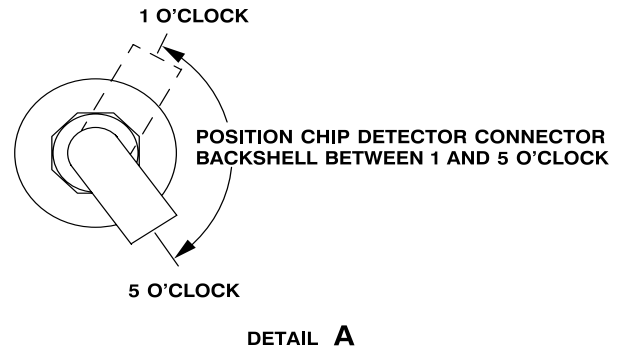 1 O'CLOCK
POSITION CHIP DETECTOR CONNECTOR
BACKSHELL BETWEEN 1 AND 5 O'CLOCK
5 O'CLOCK
DETAIL A